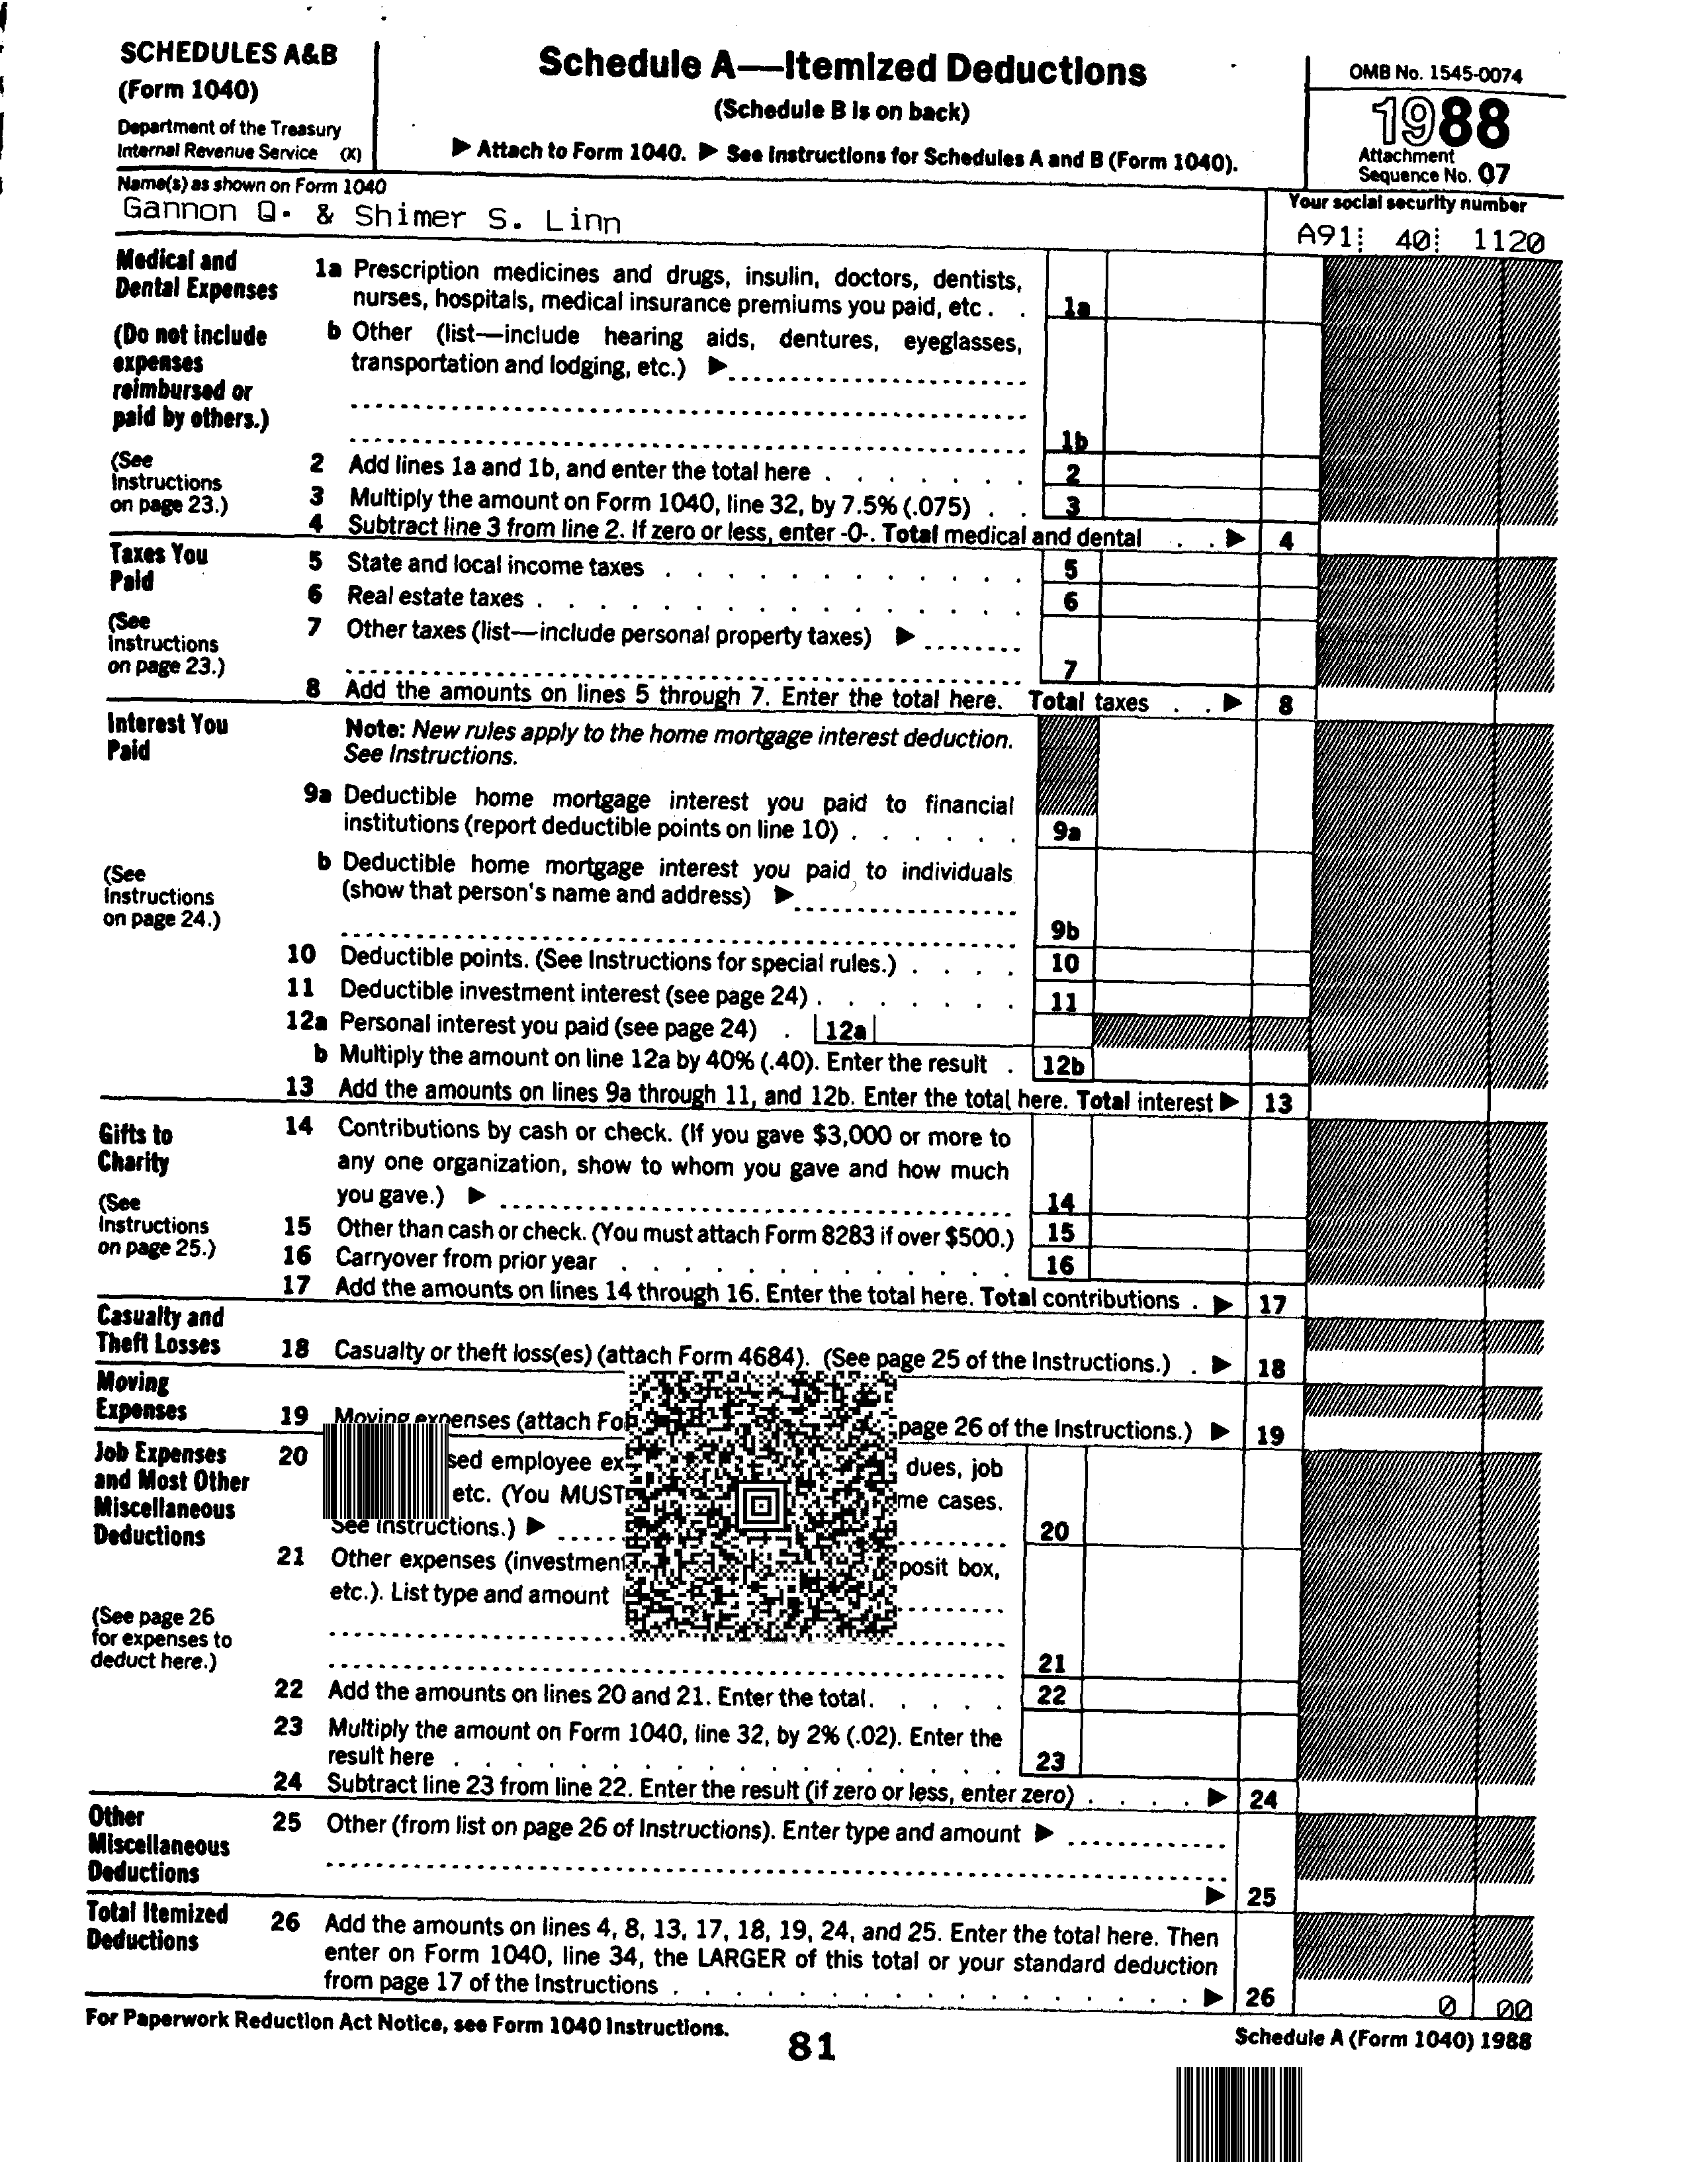 SCHEDULES A&B
(Form 1040)
Department of the Treasury
Internal Revenue Service (X)
Schedule A—Itemized Deductions
(Schedule B is on back)
▶ Attach to Form 1040. ▶ See Instructions for Schedules A and B (Form 1040).
OMB No. 1545-0074
1988
Attachment
Sequence No. 07
Name(s) as shown on Form 1040
Gannon Q. & Shimer S. Linn
Your social security number
A91 40 1120
Medical and
Dental Expenses
(Do not include
expenses
reimbursed or
paid by others.)
(See
Instructions
on page 23.)
1a Prescription medicines and drugs, insulin, doctors, dentists,
nurses, hospitals, medical insurance premiums you paid, etc . . 1a
b Other (list—include hearing aids, dentures, eyeglasses,
transportation and lodging, etc.) ▶
1b
2 Add lines 1a and 1b, and enter the total here . . . . . . . 2
3 Multiply the amount on Form 1040, line 32, by 7.5% (.075) . . 3
4 Subtract line 3 from line 2. If zero or less, enter -0-. Total medical and dental . . ▶ 4
Taxes You
Paid
(See
Instructions
on page 23.)
5 State and local income taxes . . . . . . . . . . . . 5
6 Real estate taxes . . . . . . . . . . . . . . . . 6
7 Other taxes (list—include personal property taxes) ▶
7
8 Add the amounts on lines 5 through 7. Enter the total here. Total taxes . . ▶ 8
Interest You
Paid
(See
Instructions
on page 24.)
Note: New rules apply to the home mortgage interest deduction.
See Instructions.
9a Deductible home mortgage interest you paid to financial
institutions (report deductible points on line 10) . . . . . . 9a
b Deductible home mortgage interest you paid to individuals
(show that person's name and address) ▶
9b
10 Deductible points. (See Instructions for special rules.) . . . . 10
11 Deductible investment interest (see page 24) . . . . . . . 11
12a Personal interest you paid (see page 24) . 12a
b Multiply the amount on line 12a by 40% (.40). Enter the result . 12b
13 Add the amounts on lines 9a through 11, and 12b. Enter the total here. Total interest ▶ 13
Gifts to
Charity
(See
Instructions
on page 25.)
14 Contributions by cash or check. (If you gave $3,000 or more to
any one organization, show to whom you gave and how much
you gave.) ▶ 14
15 Other than cash or check. (You must attach Form 8283 if over $500.) 15
16 Carryover from prior year . . . . . . . . . . . . . 16
17 Add the amounts on lines 14 through 16. Enter the total here. Total contributions . ▶ 17
Casualty and
Theft Losses
18 Casualty or theft loss(es) (attach Form 4684). (See page 25 of the Instructions.) . ▶ 18
Moving
Expenses
19 Moving expenses (attach page 26 of the Instructions.) ▶ 19
Job Expenses
and Most Other
Miscellaneous
Deductions
(See page 26
for expenses to
deduct here.)
20 employee dues, job
etc. (You MUST cases.
See Instructions.) ▶ 20
21 Other expenses (investment box,
etc.). List type and amount
21
22 Add the amounts on lines 20 and 21. Enter the total . . . . . 22
23 Multiply the amount on Form 1040, line 32, by 2% (.02). Enter the
result here . . . . . . . . . . . . . . . . . 23
24 Subtract line 23 from line 22. Enter the result (if zero or less, enter zero) . . . . ▶ 24
Other
Miscellaneous
Deductions
25 Other (from list on page 26 of Instructions). Enter type and amount ▶
▶ 25
Total Itemized
Deductions
26 Add the amounts on lines 4, 8, 13, 17, 18, 19, 24, and 25. Enter the total here. Then
enter on Form 1040, line 34, the LARGER of this total or your standard deduction
from page 17 of the Instructions . . . . . . . . . . . . . . . . ▶ 26 0 00
For Paperwork Reduction Act Notice, see Form 1040 Instructions.
81
Schedule A (Form 1040) 1988